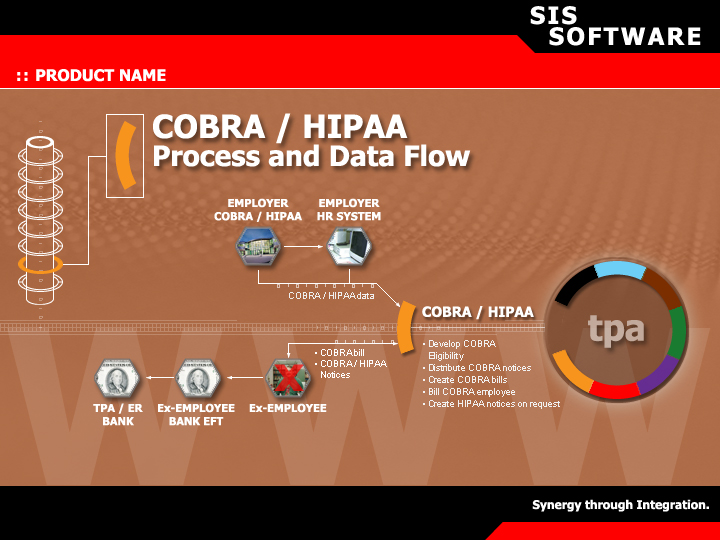 SIS
SOFTWARE
:: PRODUCT NAME
COBRA / HIPAA
Process and Data Flow
EMPLOYER
COBRA / HIPAA
EMPLOYER
HR SYSTEM
COBRA / HIPAA data
COBRA / HIPAA
tpa
• Develop COBRA
Eligibility
• Distribute COBRA notices
• Create COBRA bills
• Bill COBRA employee
• Create HIPAA notices on request
• COBRA bill
• COBRA / HIPAA
Notices
TPA / ER
BANK
Ex-EMPLOYEE
BANK EFT
Ex-EMPLOYEE
WWW
Synergy through Integration.